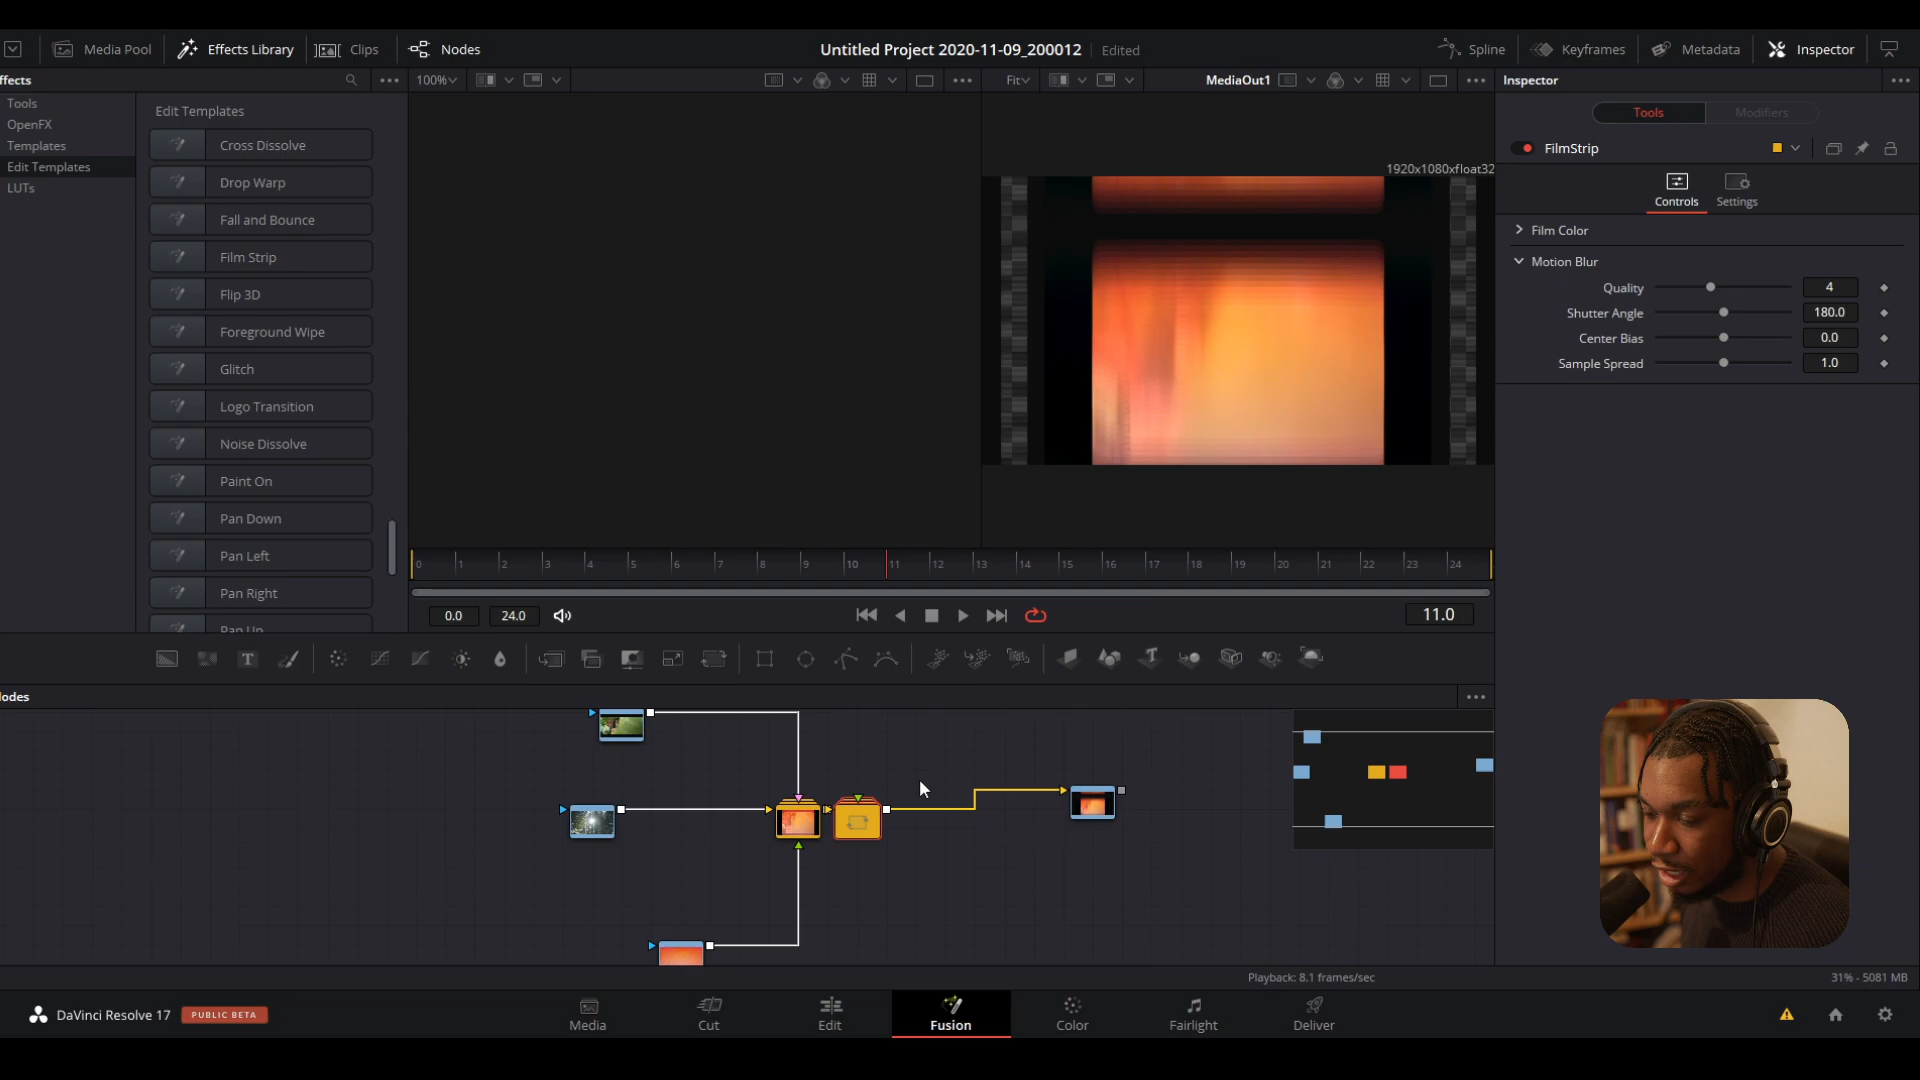 Media Pool
Effects Library
Clips
Nodes
Untitled Project 2020-11-09_200012
Edited
Spline
Keyframes
Metadata
Inspector
ffects
100%
Fit
MediaOut1
Inspector
Tools
OpenFX
Templates
Edit Templates
LUTs
Edit Templates
Cross Dissolve
Drop Warp
Fall and Bounce
Film Strip
Flip 3D
Foreground Wipe
Glitch
Logo Transition
Noise Dissolve
Paint On
Pan Down
Pan Left
Pan Right
Pan Up
1920x1080xfloat32
Tools
Modifiers
FilmStrip
Controls
Settings
Film Color
Motion Blur
Quality 4
Shutter Angle 180.0
Center Bias 0.0
Sample Spread 1.0
0 1 2 3 4 5 6 7 8 9 10 11 12 13 14 15 16 17 18 19 20 21 22 23 24
0.0
24.0
11.0
T
T
lodes
Playback: 8.1 frames/sec
31% - 5081 MB
DaVinci Resolve 17
PUBLIC BETA
Media
Cut
Edit
Fusion
Color
Fairlight
Deliver